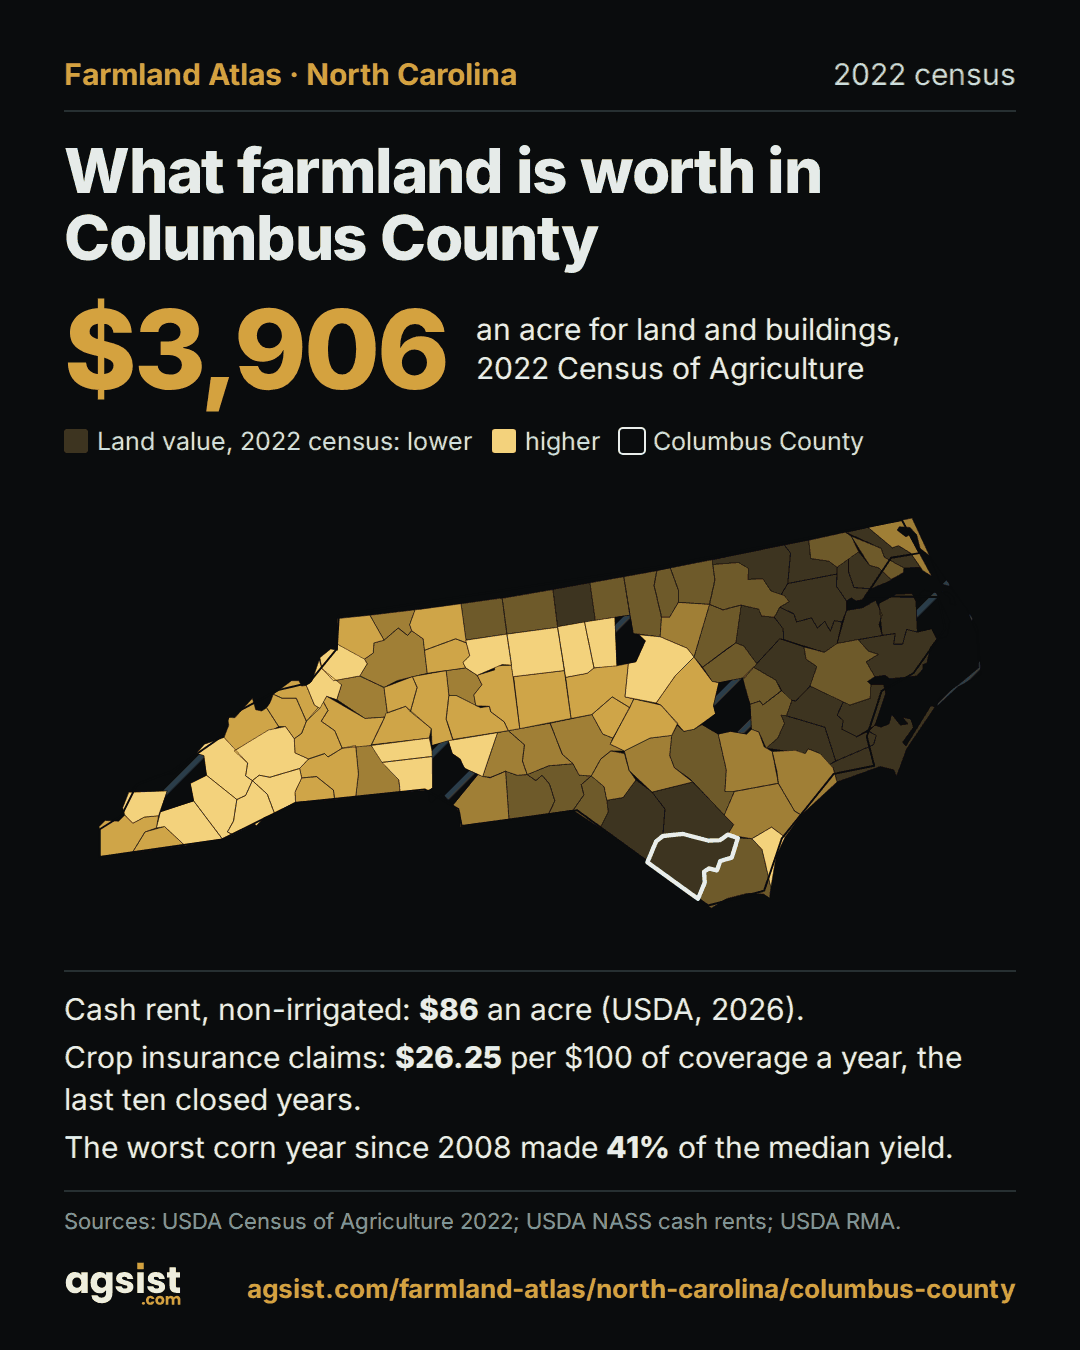 Farmland Atlas · North Carolina
2022 census
What farmland is worth in
Columbus County
$3,906
an acre for land and buildings,
2022 Census of Agriculture
Land value, 2022 census: lower
higher
Columbus County
Cash rent, non-irrigated: $86 an acre (USDA, 2026).
Crop insurance claims: $26.25 per $100 of coverage a year, the
last ten closed years.
The worst corn year since 2008 made 41% of the median yield.
Sources: USDA Census of Agriculture 2022; USDA NASS cash rents; USDA RMA.
agsist
.com
agsist.com/farmland-atlas/north-carolina/columbus-county